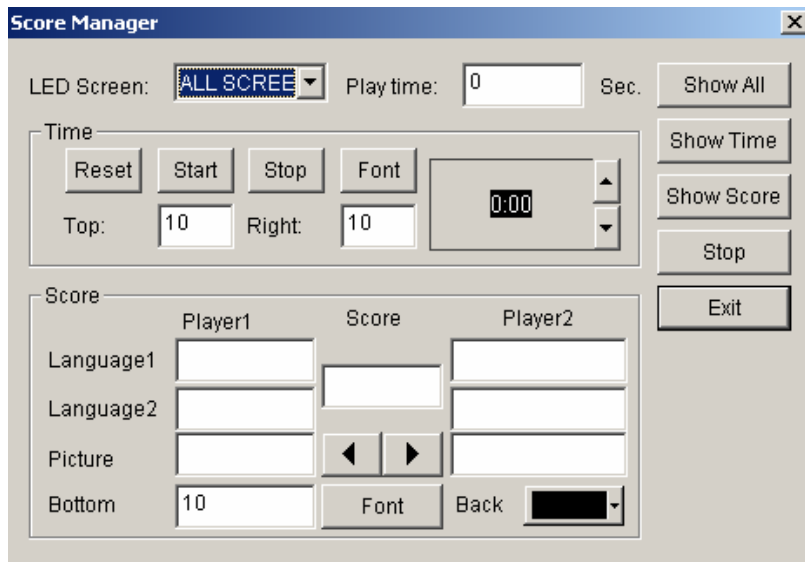 Score Manager
LED Screen: ALL SCREE Play time: 0 Sec. Show All
Time
Show Time
Reset Start Stop Font
0:00
Show Score
Top: 10 Right: 10
Stop
Score
Exit
Player1 Score Player2
Language1
Language2
Picture
Bottom 10 Font Back